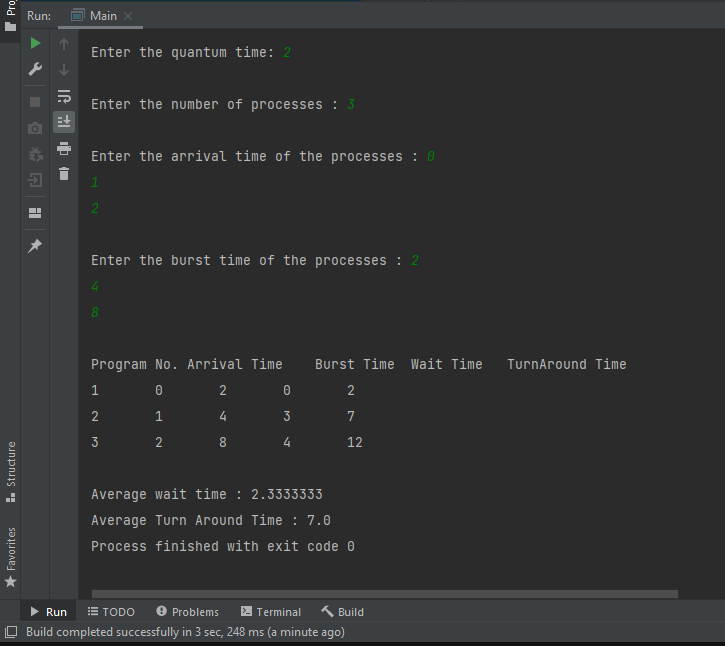 Pro
Run: Main
Enter the quantum time: 2
Enter the number of processes : 3
Enter the arrival time of the processes : 0
1
2
Enter the burst time of the processes : 2
4
8
Program No. Arrival Time Burst Time Wait Time TurnAround Time
1 0 2 0 2
2 1 4 3 7
3 2 8 4 12
Average wait time : 2.3333333
Average Turn Around Time : 7.0
Process finished with exit code 0
Structure
Favorites
Run TODO Problems Terminal Build
Build completed successfully in 3 sec, 248 ms (a minute ago)